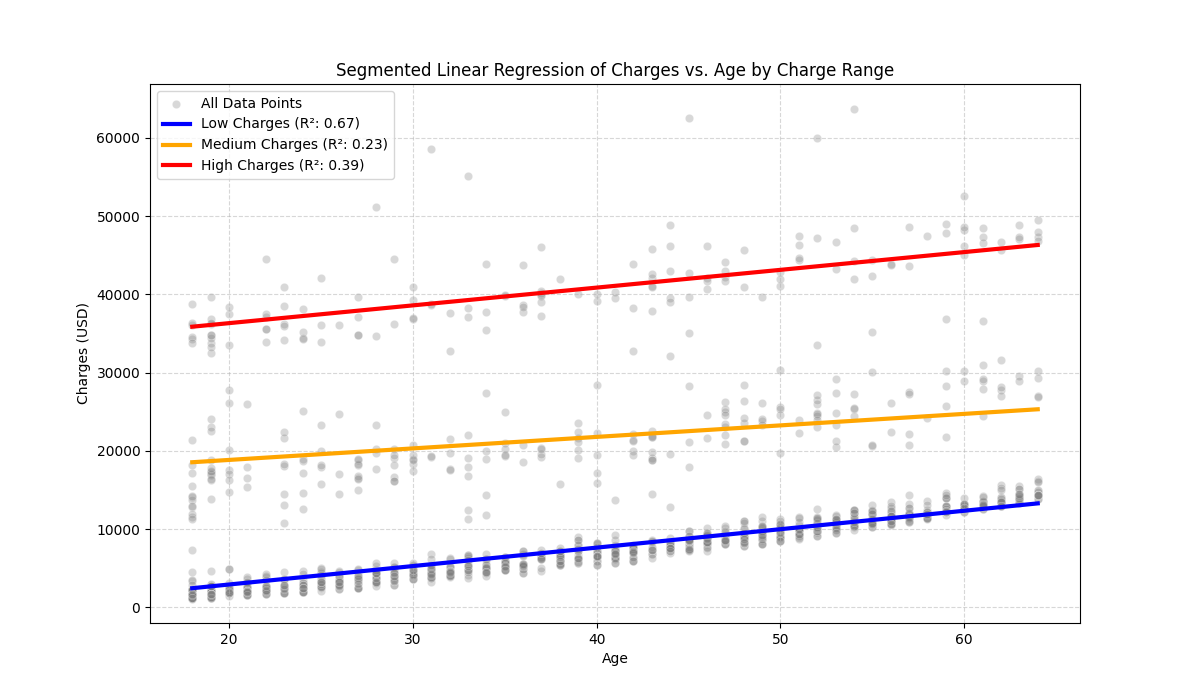 Segmented Linear Regression of Charges vs. Age by Charge Range
All Data Points
Low Charges (R²: 0.67)
Medium Charges (R²: 0.23)
High Charges (R²: 0.39)
60000
50000
40000
30000
20000
10000
0
Charges (USD)
20 30 40 50 60
Age